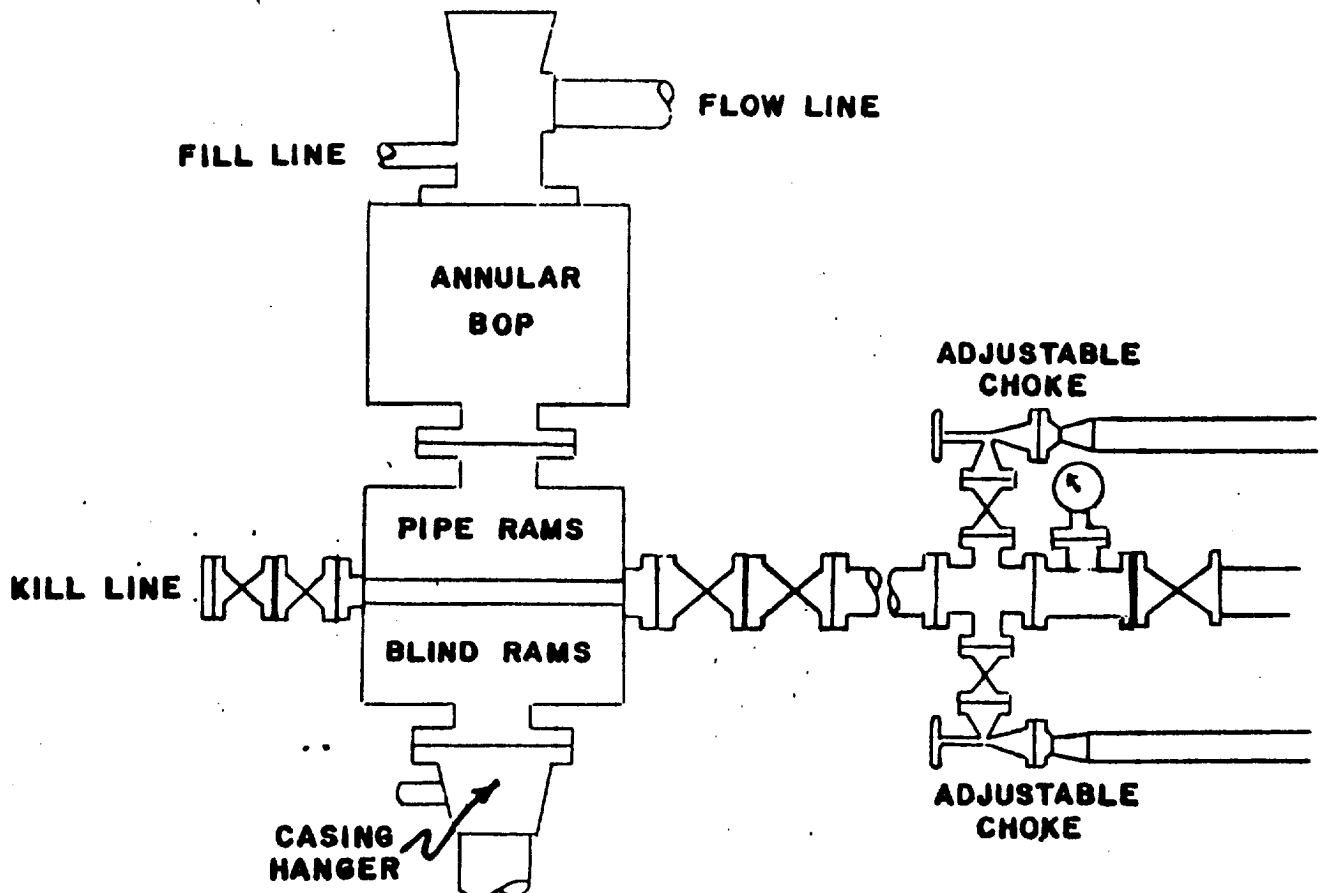 FLOW LINE
FILL LINE
ANNULAR
BOP
ADJUSTABLE
CHOKE
PIPE RAMS
KILL LINE
BLIND RAMS
ADJUSTABLE
CHOKE
CASING
HANGER